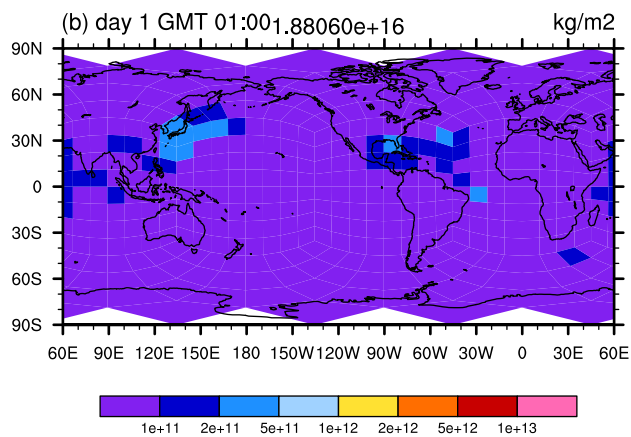 (b) day 1 GMT 01:00 1.88060e+16 kg/m2
90N
60N
30N
0
30S
60S
90S
60E 90E 120E 150E 180 150W 120W 90W 60W 30W 0 30E 60E
1e+11 2e+11 5e+11 1e+12 2e+12 5e+12 1e+13